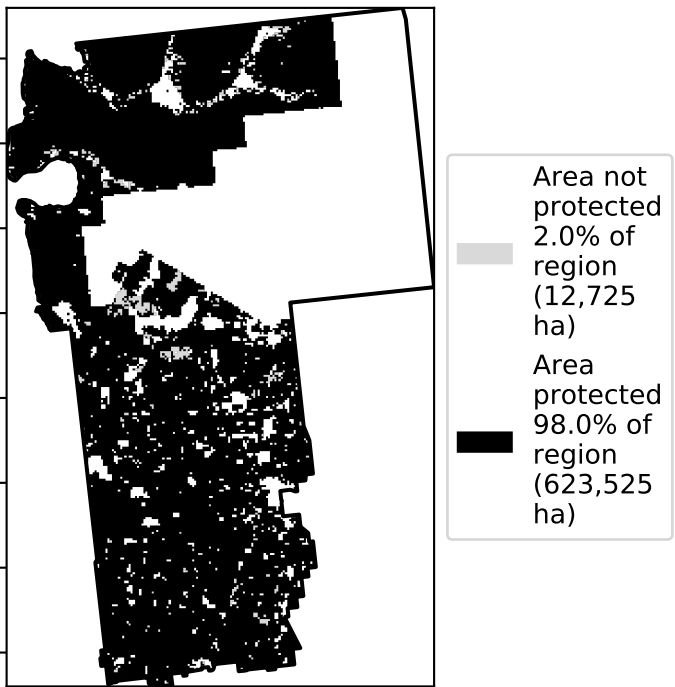 Area not
protected
2.0% of
region
(12,725
ha)
Area
protected
98.0% of
region
(623,525
ha)